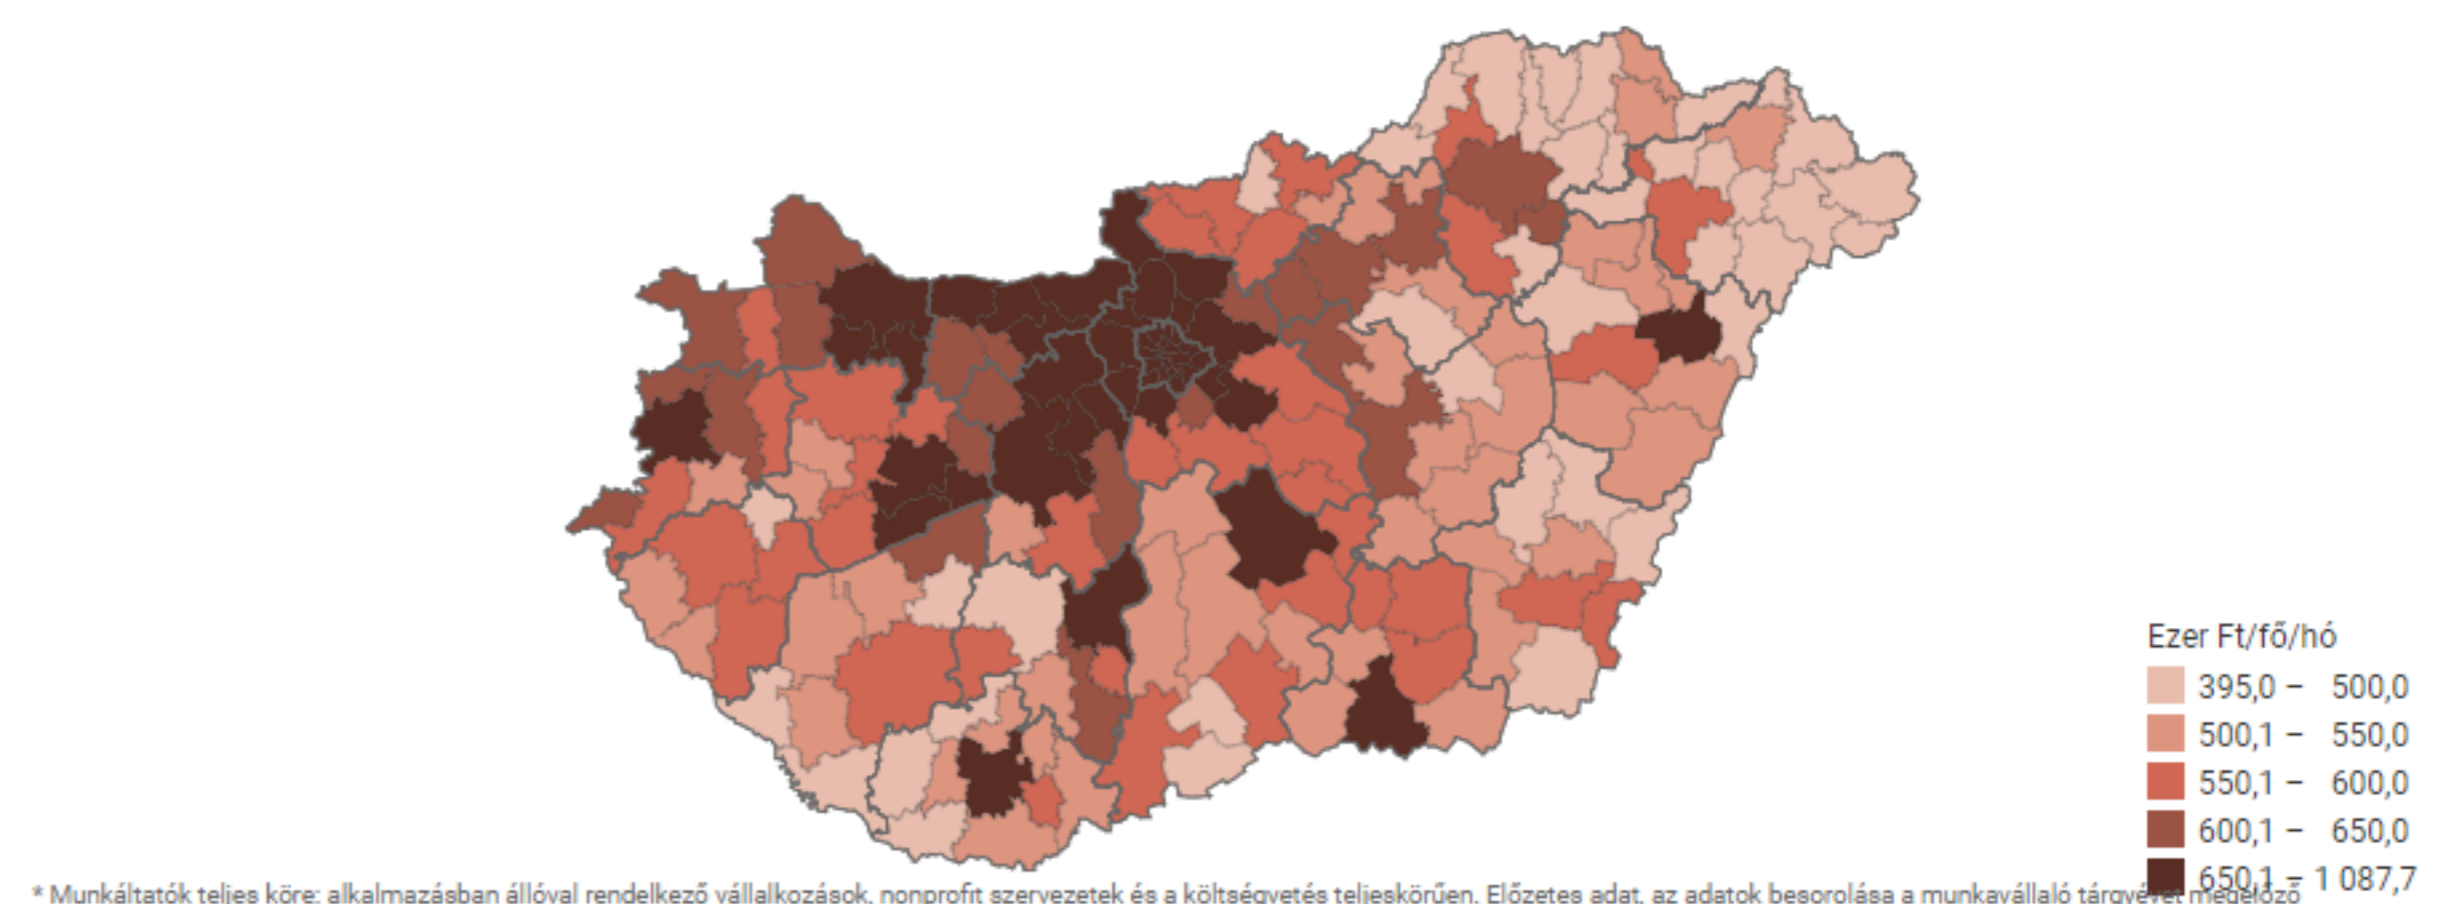 Ezer Ft/fő/hó
395,0 – 500,0
500,1 – 550,0
550,1 – 600,0
600,1 – 650,0
650,1 – 1 087,7
* Munkáltatók teljes köre: alkalmazásban állóval rendelkező vállalkozások, nonprofit szervezetek és a költségvetés teljeskörűen. Előzetes adat, az adatok besorolása a munkavállaló tárgyévet megelőző